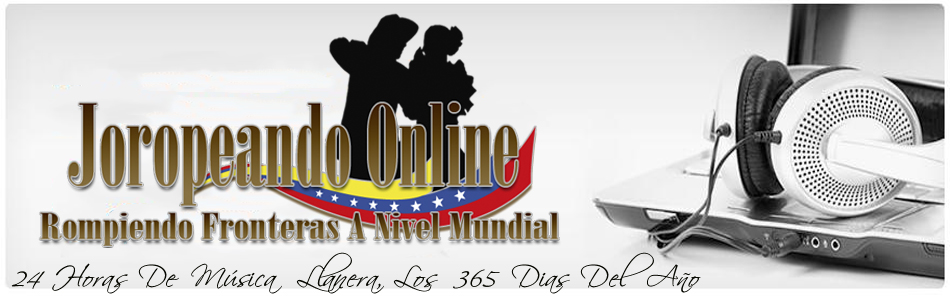 Joropeando Online
Rompiendo Fronteras A Nivel Mundial
24 Horas De Música Llanera, Los 365 Dias Del Año